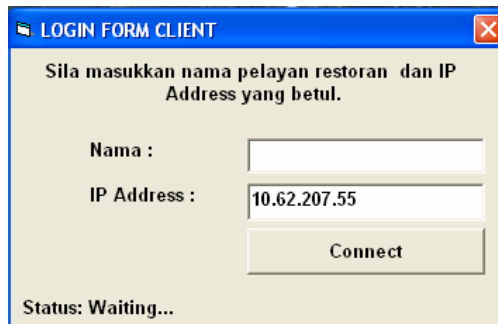 LOGIN FORM CLIENT
Sila masukkan nama pelayan restoran dan IP
Address yang betul.
Nama :
IP Address :
10.62.207.55
Connect
Status: Waiting...